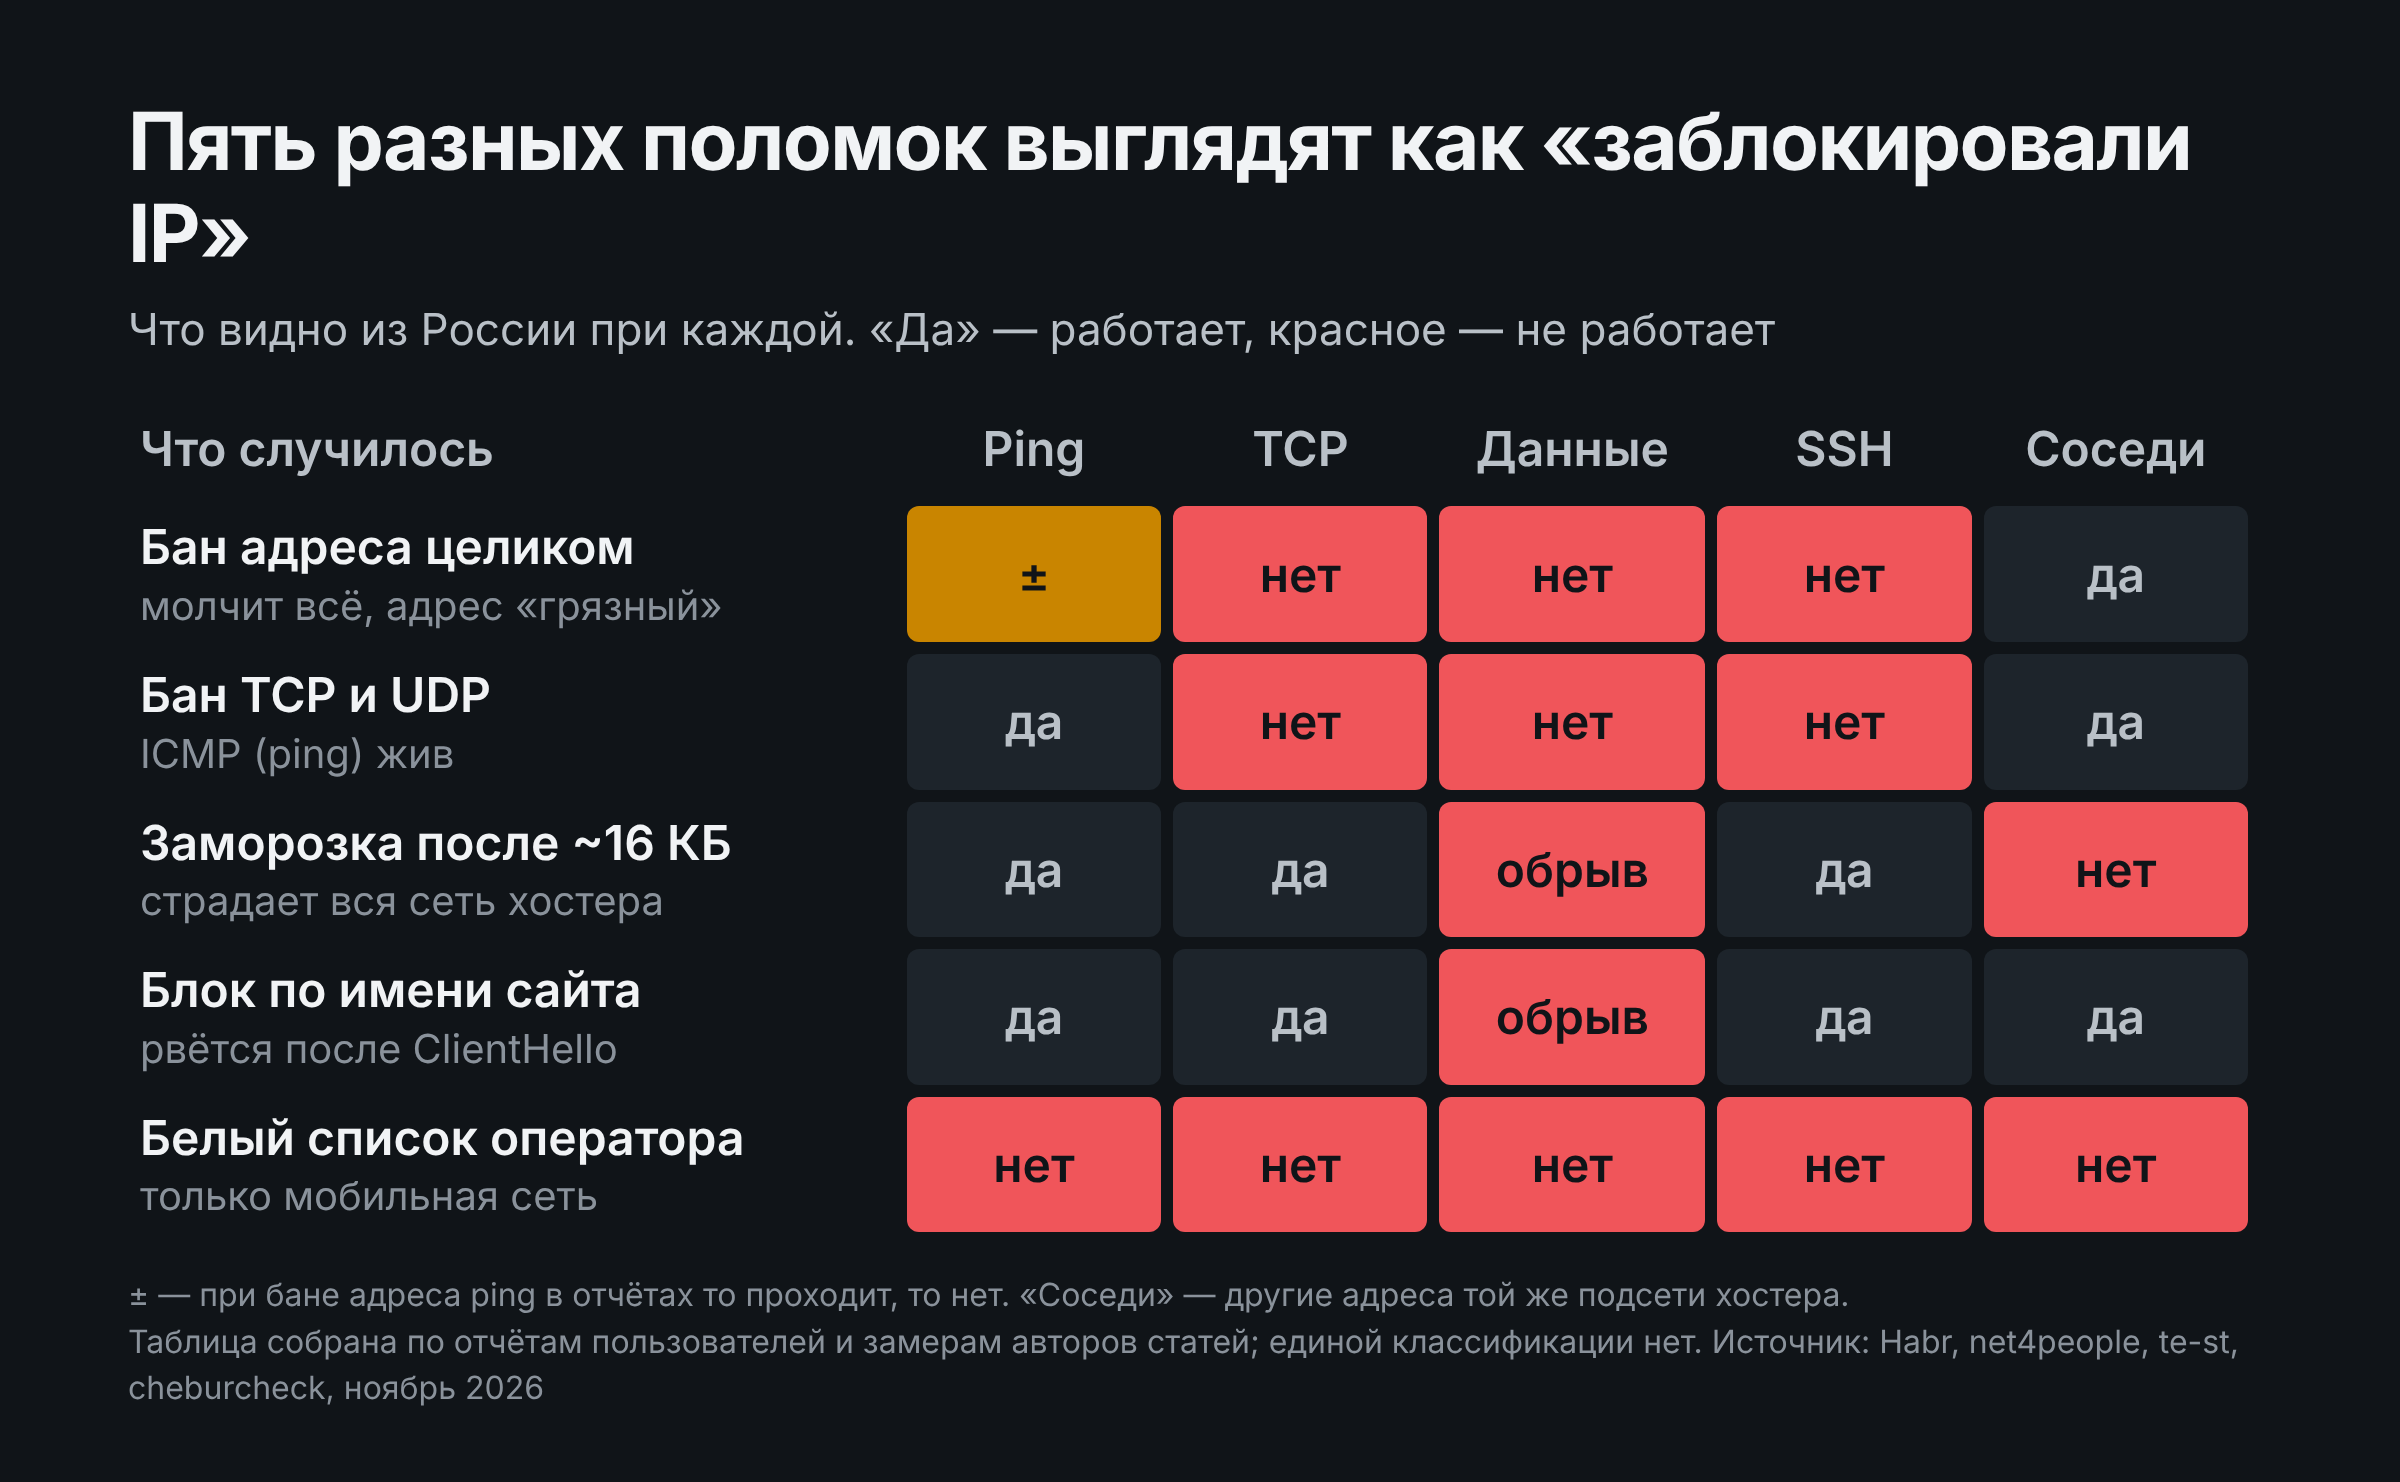 Пять разных поломок выглядят как «заблокировали
IP»
Что видно из России при каждой. «Да» — работает, красное — не работает
Что случилось Ping TCP Данные SSH Соседи
Бан адреса целиком
молчит всё, адрес «грязный»
± нет нет нет да
Бан TCP и UDP
ICMP (ping) жив
да нет нет нет да
Заморозка после ~16 КБ
страдает вся сеть хостера
да да обрыв да нет
Блок по имени сайта
рвётся после ClientHello
да да обрыв да да
Белый список оператора
только мобильная сеть
нет нет нет нет нет
± — при бане адреса ping в отчётах то проходит, то нет. «Соседи» — другие адреса той же подсети хостера.
Таблица собрана по отчётам пользователей и замерам авторов статей; единой классификации нет. Источник: Habr, net4people, te-st,
cheburcheck, ноябрь 2026